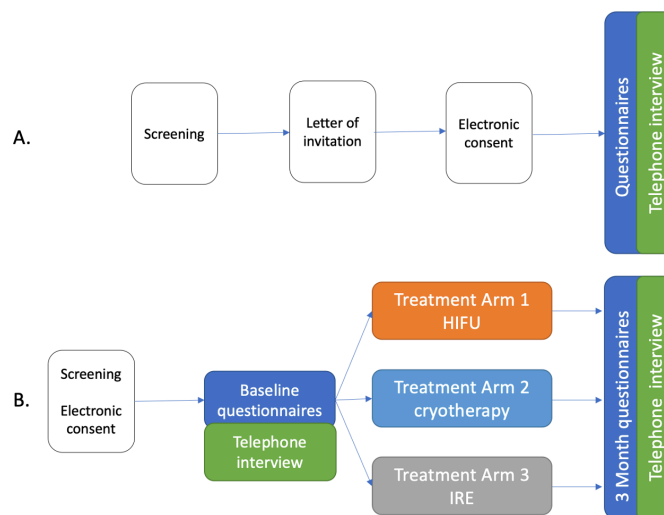 A.
Screening
Letter of
invitation
Electronic
consent
Questionnaires
Telephone interview
B.
Screening
Electronic
consent
Baseline
questionnaires
Telephone
interview
Treatment Arm 1
HIFU
Treatment Arm 2
cryotherapy
Treatment Arm 3
IRE
3 Month questionnaires
Telephone interview